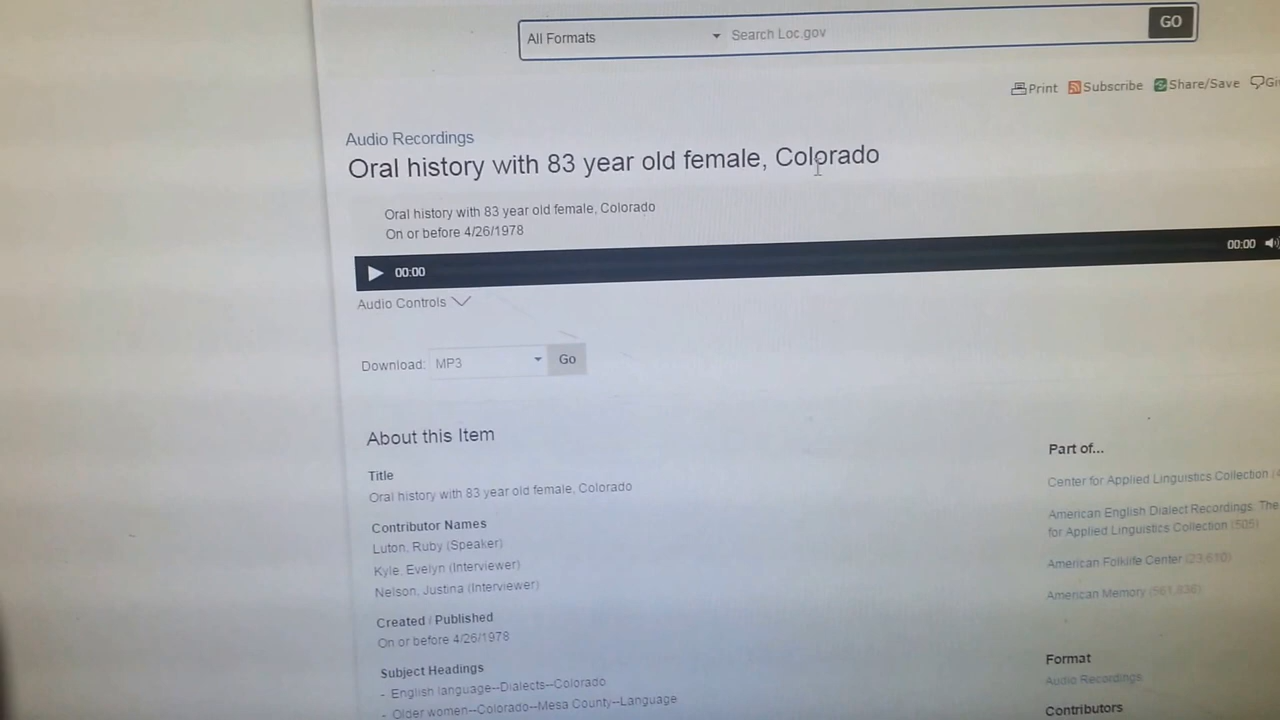 All Formats Search Loc.gov GO
Print Subscribe Share/Save
Audio Recordings
Oral history with 83 year old female, Colorado
Oral history with 83 year old female, Colorado
On or before 4/26/1978
00:00 00:00
Audio Controls
Download: MP3 Go
About this Item
Title
Oral history with 83 year old female, Colorado
Contributor Names
Luton, Ruby (Speaker)
Kyle, Evelyn (Interviewer)
Nelson, Justina (Interviewer)
Created / Published
On or before 4/26/1978
Subject Headings
- English language--Dialects--Colorado
- Older women--Colorado--Mesa County--Language
Part of...
Center for Applied Linguistics Collection
American English Dialect Recordings: The
for Applied Linguistics Collection (505)
American Folklife Center (23,610)
American Memory
Format
Audio Recordings
Contributors